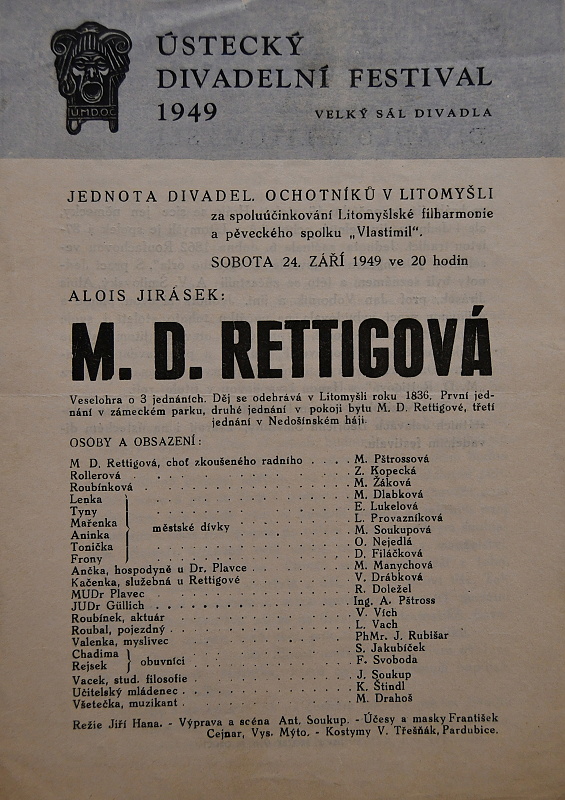 ÚMDOČ
ÚSTECKÝ
DIVADELNÍ FESTIVAL
1949 VELKÝ SÁL DIVADLA
JEDNOTA DIVADEL. OCHOTNÍKŮ V LITOMYŠLI
za spoluúčinkování Litomyšlské filharmonie
a pěveckého spolku „Vlastimil".
SOBOTA 24. ZÁŘÍ 1949 ve 20 hodin
ALOIS JIRÁSEK:
M. D. RETTIGOVÁ
Veselohra o 3 jednáních. Děj se odebrává v Litomyšli roku 1836. První jed-
nání v zámeckém parku, druhé jednání v pokoji bytu M. D. Rettigové, třetí
jednání v Nedošínském háji.
OSOBY A OBSAZENÍ:
M D. Rettigová, choť zkoušeného radního . . . . M. Pštrossová
Rollerová Z. Kopecká
Roubínková M. Žáková
Lenka M. Dlabková
Tyny E. Lukelová
Mařenka městské dívky L. Provazníková
Aninka M. Soukupová
Tonička O. Nejedlá
Frony D. Filáčková
Ančka, hospodyně u Dr. Plavce M. Manychová
Kačenka, služebná u Rettigové V. Drábková
MUDr Plavec R. Doležel
JUDr Güllich Ing. A. Pštross
Roubínek, aktuár V. Vích
Roubal, pojezdný L. Vach
Valenka, myslivec PhMr. J. Rubišar
Chadima S. Jakubíček
Rejsek obuvníci F. Svoboda
Vacek, stud. filosofie J. Soukup
Učitelský mládenec K. Štindl
Všetečka, muzikant M. Drahoš
Režie Jiří Hana. - Výprava a scéna Ant. Soukup. - Účesy a masky František
Cejnar, Vys. Mýto. - Kostymy V. Třešňák, Pardubice.